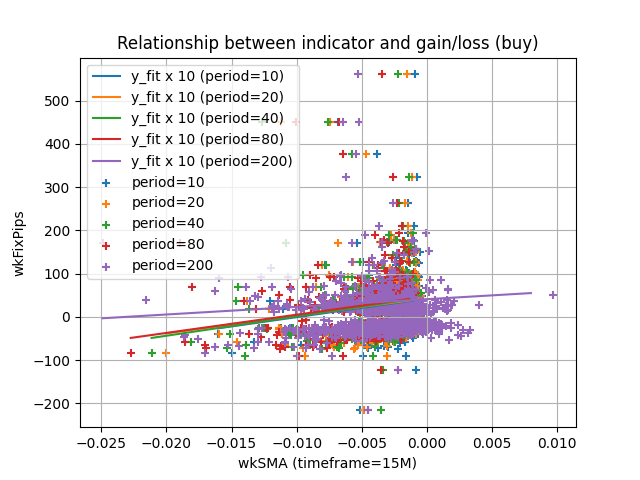 Relationship between indicator and gain/loss (buy)
y_fit x 10 (period=10)
y_fit x 10 (period=20)
y_fit x 10 (period=40)
y_fit x 10 (period=80)
y_fit x 10 (period=200)
period=10
period=20
period=40
period=80
period=200
wkFixPips
500
400
300
200
100
0
−100
−200
−0.025 −0.020 −0.015 −0.010 −0.005 0.000 0.005 0.010
wkSMA (timeframe=15M)